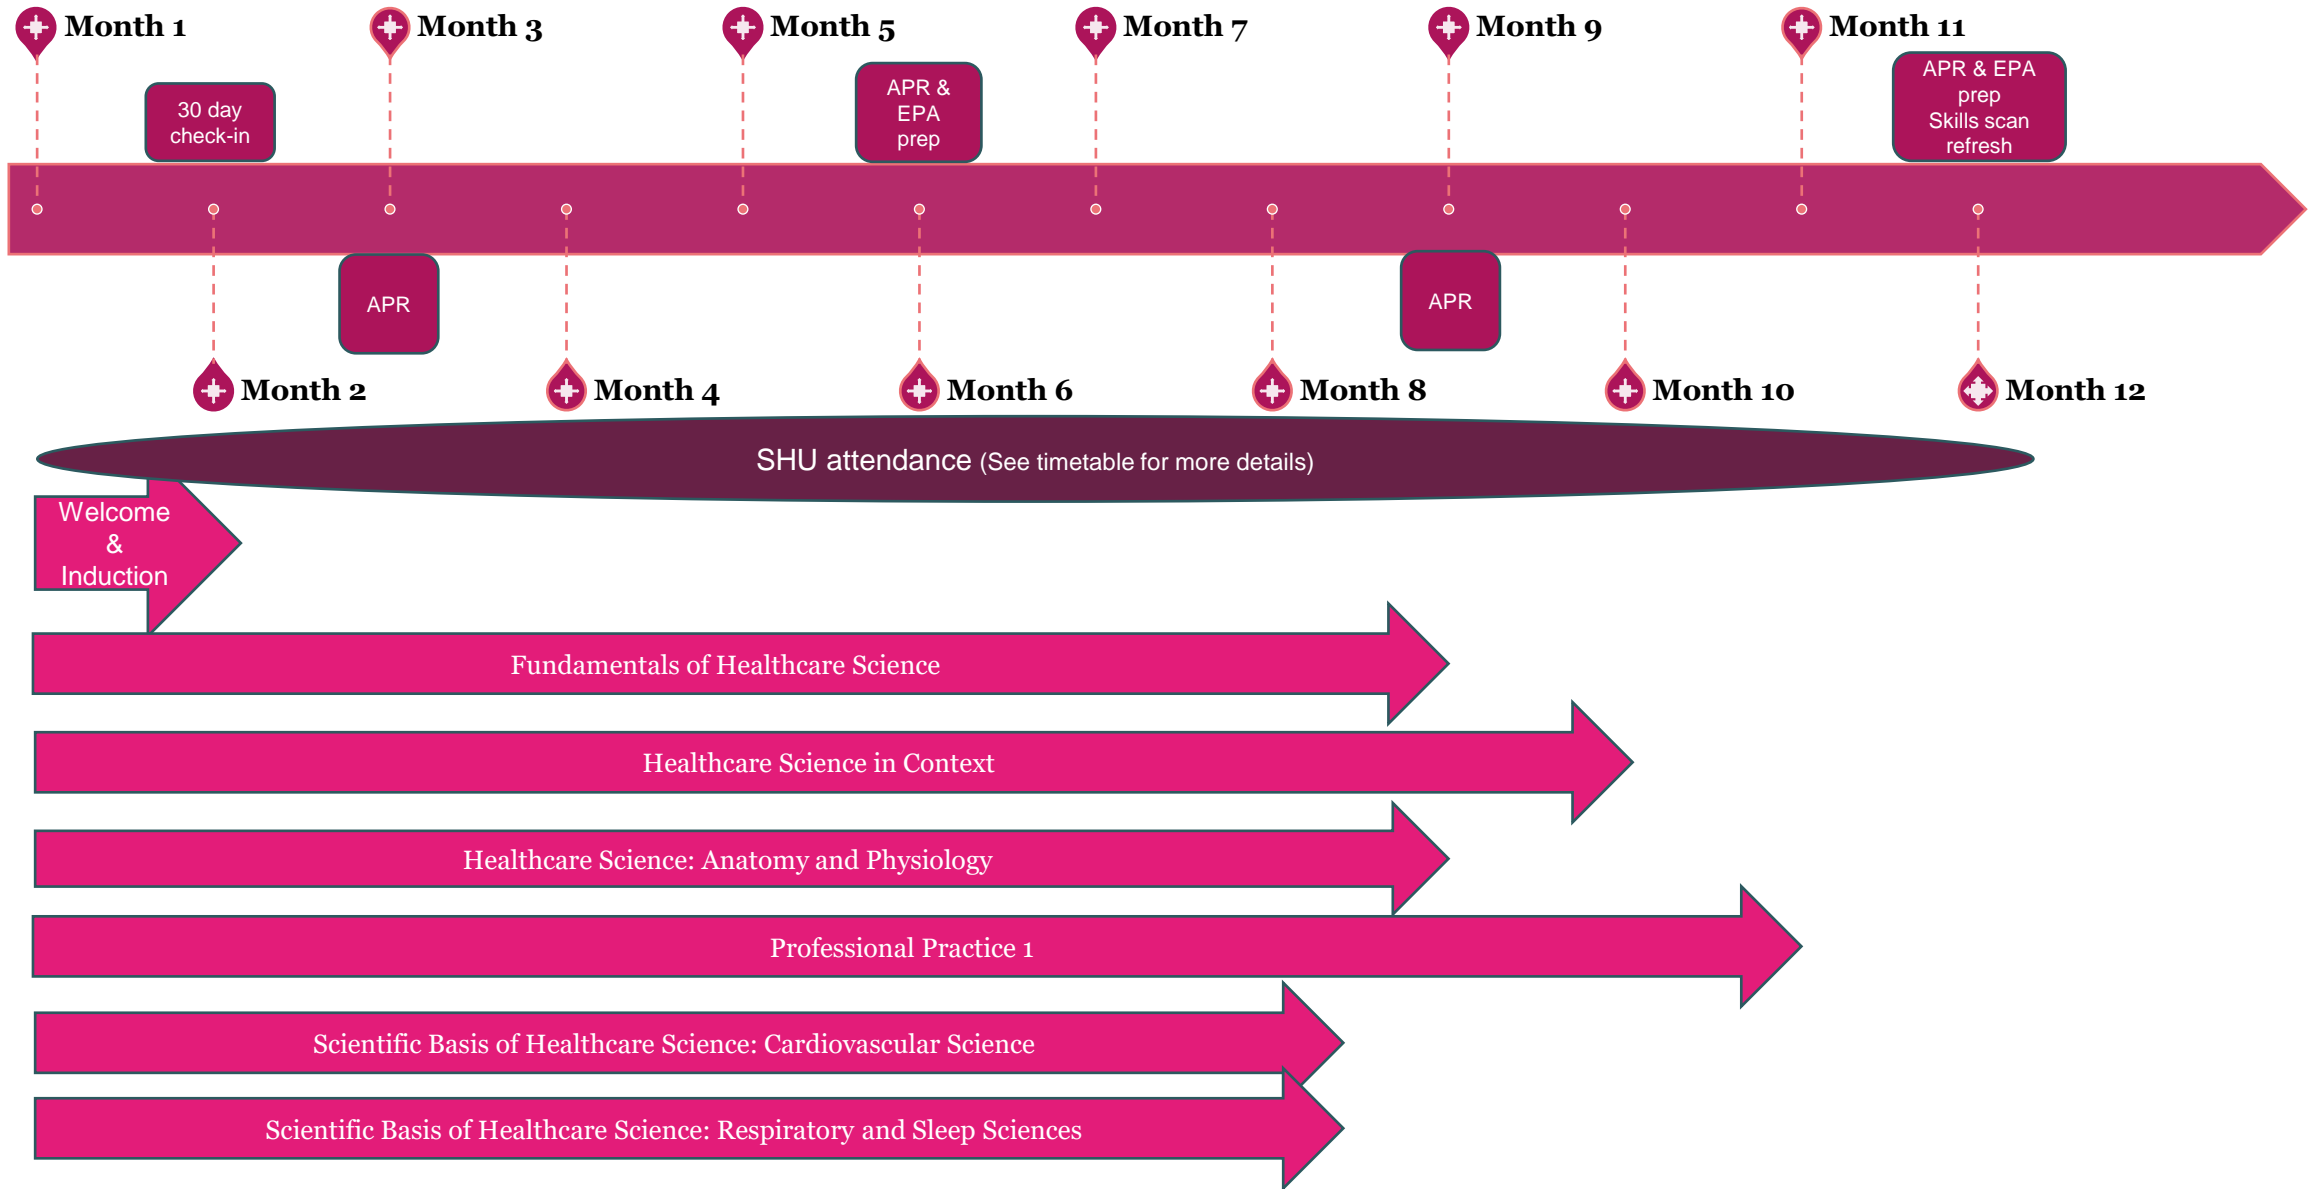 Month 1
Month 3
Month 5
Month 7
Month 9
Month 11
30 day
check-in
APR &
EPA
prep
APR & EPA
prep
Skills scan
refresh
APR
APR
Month 2
Month 4
Month 6
Month 8
Month 10
Month 12
SHU attendance (See timetable for more details)
Welcome
&
Induction
Fundamentals of Healthcare Science
Healthcare Science in Context
Healthcare Science: Anatomy and Physiology
Professional Practice 1
Scientific Basis of Healthcare Science: Cardiovascular Science
Scientific Basis of Healthcare Science: Respiratory and Sleep Sciences